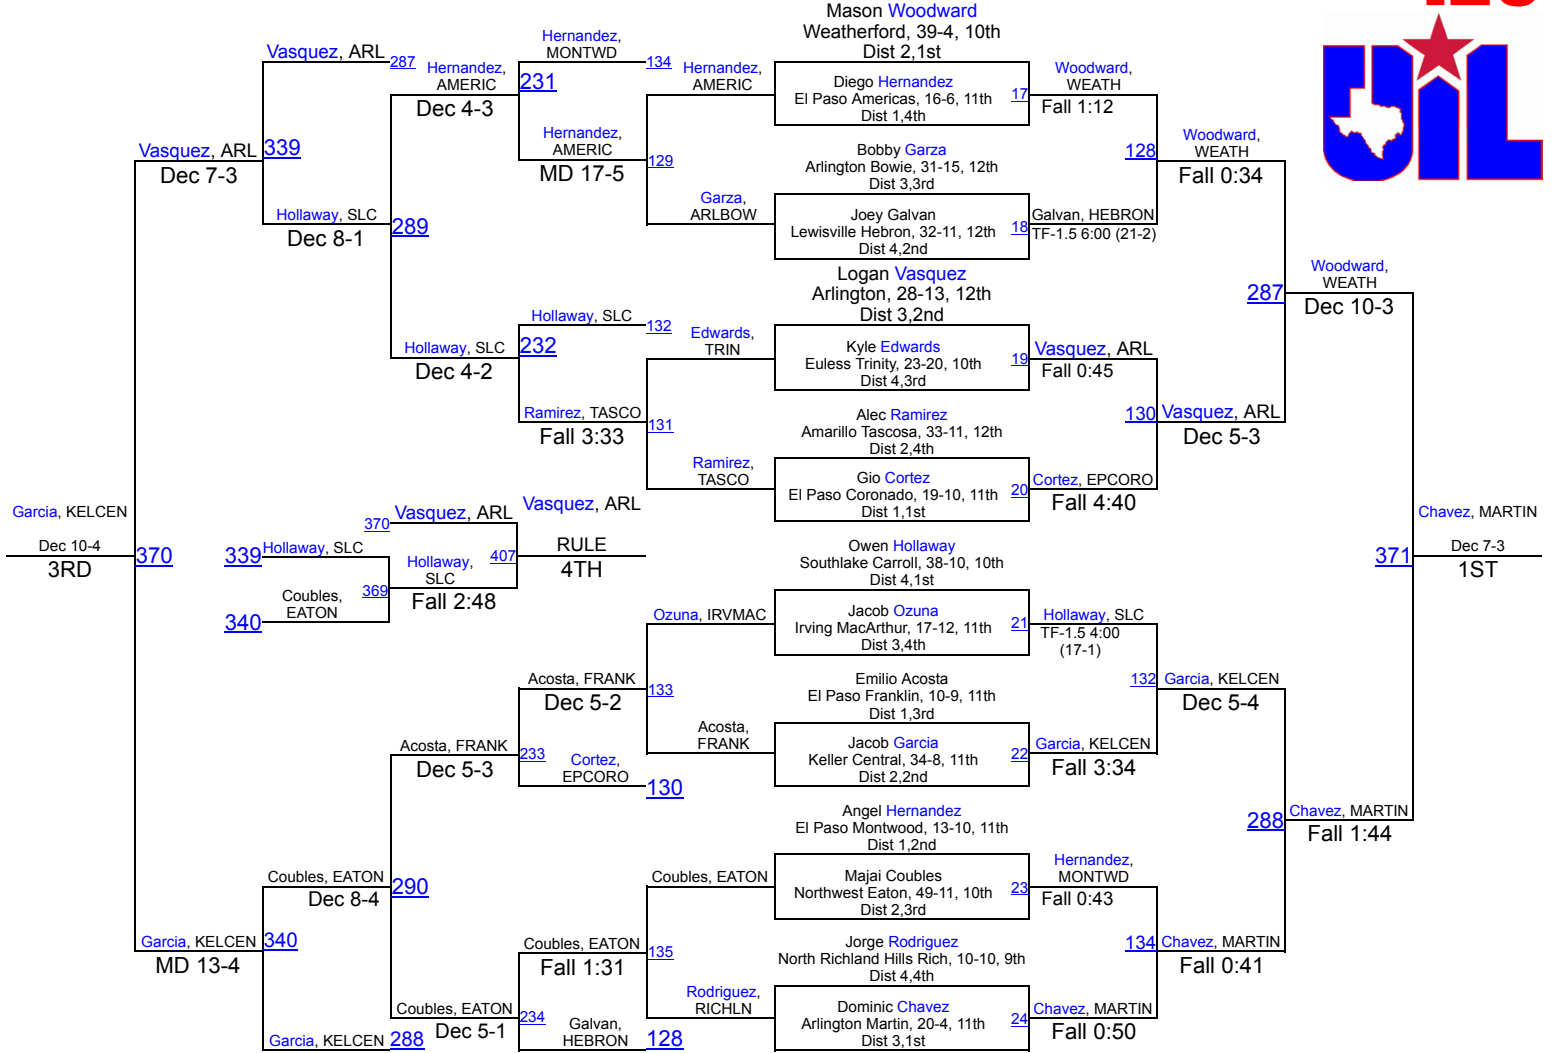 Mason Woodward
Weatherford, 39-4, 10th
Dist 2,1st
Diego Hernandez
El Paso Americas, 16-6, 11th
Dist 1,4th
Bobby Garza
Arlington Bowie, 31-15, 12th
Dist 3,3rd
Joey Galvan
Lewisville Hebron, 32-11, 12th
Dist 4,2nd
Logan Vasquez
Arlington, 28-13, 12th
Dist 3,2nd
Kyle Edwards
Euless Trinity, 23-20, 10th
Dist 4,3rd
Alec Ramirez
Amarillo Tascosa, 33-11, 12th
Dist 2,4th
Gio Cortez
El Paso Coronado, 19-10, 11th
Dist 1,1st
Owen Hollaway
Southlake Carroll, 38-10, 10th
Dist 4,1st
Jacob Ozuna
Irving MacArthur, 17-12, 11th
Dist 3,4th
Emilio Acosta
El Paso Franklin, 10-9, 11th
Dist 1,3rd
Jacob Garcia
Keller Central, 34-8, 11th
Dist 2,2nd
Angel Hernandez
El Paso Montwood, 13-10, 11th
Dist 1,2nd
Majai Coubles
Northwest Eaton, 49-11, 10th
Dist 2,3rd
Jorge Rodriguez
North Richland Hills Rich, 10-10, 9th
Dist 4,4th
Dominic Chavez
Arlington Martin, 20-4, 11th
Dist 3,1st
17
Woodward,
WEATH
Fall 1:12
18
Galvan, HEBRON
TF-1.5 6:00 (21-2)
19
Vasquez, ARL
Fall 0:45
20
Cortez, EPCORO
Fall 4:40
21
Hollaway, SLC
TF-1.5 4:00
(17-1)
22
Garcia, KELCEN
Fall 3:34
23
Hernandez,
MONTWD
Fall 0:43
24
Chavez, MARTIN
Fall 0:50
128
Woodward,
WEATH
Fall 0:34
130
Vasquez, ARL
Dec 5-3
132
Garcia, KELCEN
Dec 5-4
134
Chavez, MARTIN
Fall 0:41
287
Woodward,
WEATH
Dec 10-3
288
Chavez, MARTIN
Fall 1:44
371
Chavez, MARTIN
Dec 7-3
1ST
UIL
Hernandez,
AMERIC
129
Garza,
ARLBOW
Edwards,
TRIN
131
Ramirez,
TASCO
Ozuna, IRVMAC
133
Acosta,
FRANK
Coubles, EATON
135
Rodriguez,
RICHLN
Hernandez,
MONTWD
134
231
Hernandez,
AMERIC
MD 17-5
Hollaway, SLC
132
232
Ramirez, TASCO
Fall 3:33
Acosta, FRANK
Dec 5-2
233
Cortez,
EPCORO
130
Coubles, EATON
Fall 1:31
234
Galvan,
HEBRON
128
Hernandez,
AMERIC
Dec 4-3
289
Hollaway, SLC
Dec 4-2
Acosta, FRANK
Dec 5-3
290
Coubles, EATON
Dec 5-1
Vasquez, ARL
287
339
Hollaway, SLC
Dec 8-1
Coubles, EATON
Dec 8-4
340
Garcia, KELCEN
288
Vasquez, ARL
Dec 7-3
370
Garcia, KELCEN
MD 13-4
Garcia, KELCEN
Dec 10-4
3RD
339
Hollaway, SLC
340
Coubles,
EATON
369
370
Vasquez, ARL
Hollaway,
SLC
Fall 2:48
407
Vasquez, ARL
RULE
4TH